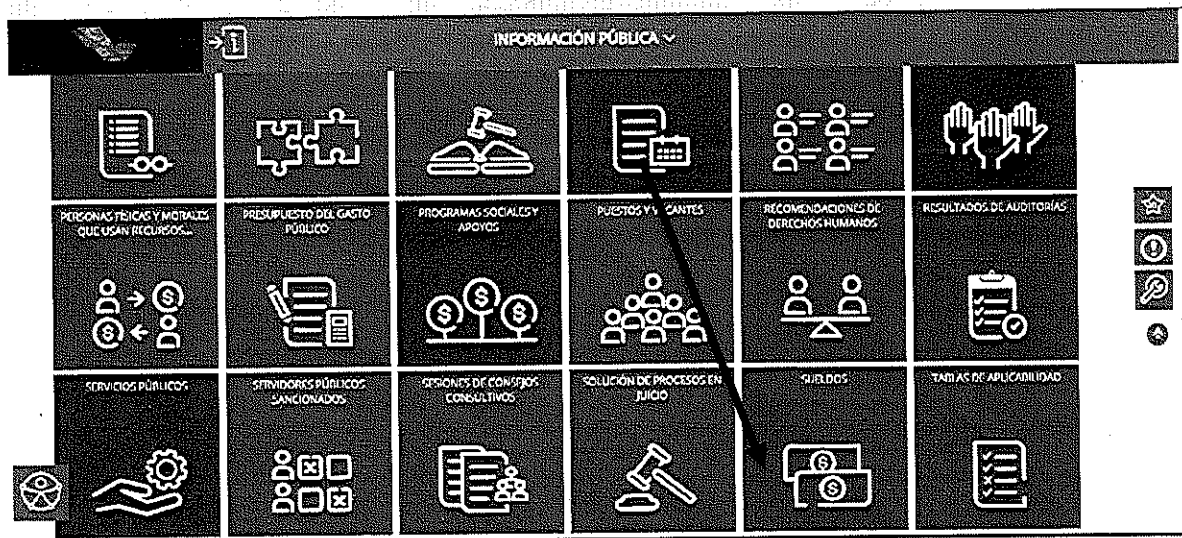 INFORMACIÓN PÚBLICA
PERSONAS FÍSICAS Y MORALES
QUE USAN RECURSOS...
PRESUPUESTO DEL GASTO
PÚBLICO
PROGRAMAS SOCIALES Y
APOYOS
PUESTOS Y VACANTES
RECOMENDACIONES DE
DERECHOS HUMANOS
RESULTADOS DE AUDITORÍAS
SERVICIOS PÚBLICOS
SERVIDORES PÚBLICOS
SANCIONADOS
SESIONES DE CONSEJOS
CONSULTIVOS
SOLUCIÓN DE PROCESOS EN
JUICIO
SUELDOS
TABLAS DE APLICABILIDAD